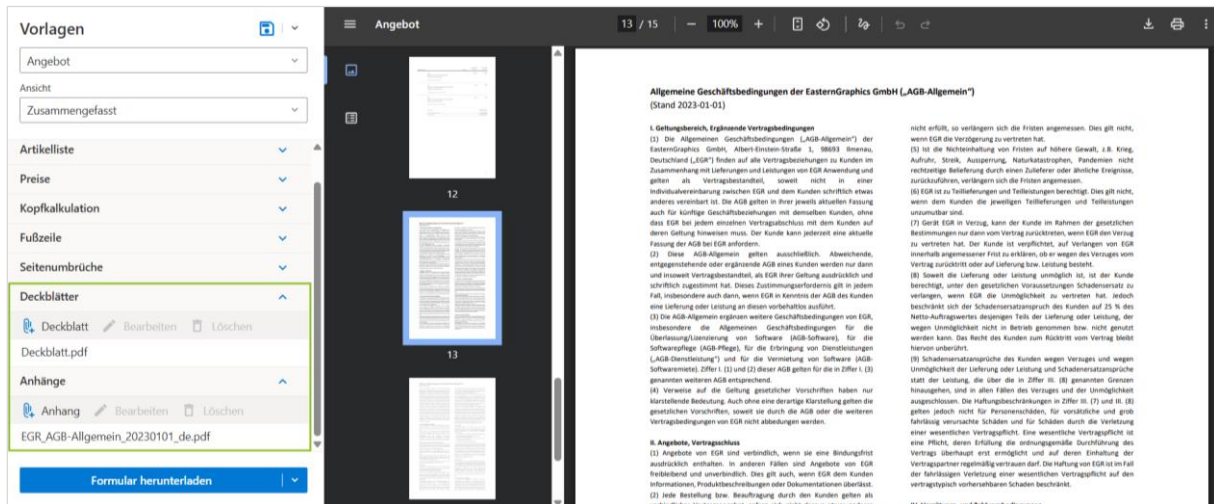 Vorlagen
Angebot
Ansicht
Zusammengefasst
Artikelliste
Preise
Kopfkalkulation
Fußzeile
Seitenumbrüche
Deckblätter
Deckblatt Bearbeiten Löschen
Deckblatt.pdf
Anhänge
Anhang Bearbeiten Löschen
EGR_AGB-Allgemein_20230101_de.pdf
Formular herunterladen
Angebot
13 / 15 100%
12
13
Allgemeine Geschäftsbedingungen der EasternGraphics GmbH („AGB-Allgemein“)
(Stand 2023-01-01)
I. Geltungsbereich, Ergänzende Vertragsbedingungen
(1) Die Allgemeinen Geschäftsbedingungen („AGB-Allgemein“) der
EasternGraphics GmbH, Albert-Einstein-Straße 1, 98693 Ilmenau,
Deutschland („EGR“) finden auf alle Vertragsbeziehungen zu Kunden im
Zusammenhang mit Lieferungen und Leistungen von EGR Anwendung und
gelten als Vertragsbestandteil, soweit nicht in einer
Individualvereinbarung zwischen EGR und dem Kunden schriftlich etwas
anderes vereinbart ist. Die AGB gelten in ihrer jeweils aktuellen Fassung
auch für künftige Geschäftsbeziehungen mit demselben Kunden, ohne
dass EGR bei jedem einzelnen Vertragsabschluss mit dem Kunden auf
deren Geltung hinweisen muss. Der Kunde kann jederzeit eine aktuelle
Fassung der AGB bei EGR anfordern.
(2) Diese AGB-Allgemein gelten ausschließlich. Abweichende,
entgegenstehende oder ergänzende AGB eines Kunden werden nur dann
und insoweit Vertragsbestandteil, als EGR ihrer Geltung ausdrücklich und
schriftlich zugestimmt hat. Dieses Zustimmungserfordernis gilt in jedem
Fall, insbesondere auch dann, wenn EGR in Kenntnis der AGB des Kunden
eine Lieferung oder Leistung an diesen vorbehaltlos ausführt.
(3) Die AGB-Allgemein ergänzen weitere Geschäftsbedingungen von EGR,
insbesondere die Allgemeinen Geschäftsbedingungen für die
Überlassung/Lizenzierung von Software (AGB-Software), für die
Softwarepflege (AGB-Pflege), für die Erbringung von Dienstleistungen
(„AGB-Dienstleistung“) und für die Vermietung von Software (AGB-
Softwaremiete). Ziffer I. (1) und (2) dieser AGB gelten für die in Ziffer I. (3)
genannten weiteren AGB entsprechend.
(4) Verweise auf die Geltung gesetzlicher Vorschriften haben nur
klarstellende Bedeutung. Auch ohne eine derartige Klarstellung gelten die
gesetzlichen Vorschriften, soweit sie durch die AGB oder die weiteren
Vertragsbedingungen von EGR nicht abbedungen werden.
II. Angebote, Vertragsschluss
(1) Angebote von EGR sind verbindlich, wenn sie eine Bindungsfrist
ausdrücklich enthalten. In anderen Fällen sind Angebote von EGR
freibleibend und unverbindlich. Dies gilt auch, wenn EGR dem Kunden
Informationen, Produktbeschreibungen oder Dokumentationen überlässt.
(2) Jede Bestellung bzw. Beauftragung durch den Kunden gelten als
nicht erfüllt, so verlängern sich die Fristen angemessen. Dies gilt nicht,
wenn EGR die Verzögerung zu vertreten hat.
(5) Ist die Nichteinhaltung von Fristen auf höhere Gewalt, z.B. Krieg,
Aufruhr, Streik, Aussperrung, Naturkatastrophen, Pandemien nicht
rechtzeitige Belieferung durch einen Zulieferer oder ähnliche Ereignisse,
zurückzuführen, verlängern sich die Fristen angemessen.
(6) EGR ist zu Teillieferungen und Teilleistungen berechtigt. Dies gilt nicht,
wenn dem Kunden die jeweiligen Teillieferungen und Teilleistungen
unzumutbar sind.
(7) Gerät EGR in Verzug, kann der Kunde im Rahmen der gesetzlichen
Bestimmungen nur dann vom Vertrag zurücktreten, wenn EGR den Verzug
zu vertreten hat. Der Kunde ist verpflichtet, auf Verlangen von EGR
innerhalb angemessener Frist zu erklären, ob er wegen des Verzuges vom
Vertrag zurücktritt oder auf Lieferung bzw. Leistung besteht.
(8) Soweit die Lieferung oder Leistung unmöglich ist, ist der Kunde
berechtigt, unter den gesetzlichen Voraussetzungen Schadensersatz zu
verlangen, wenn EGR die Unmöglichkeit zu vertreten hat. Jedoch
beschränkt sich der Schadensersatzanspruch des Kunden auf 25 % des
Netto-Auftragswertes desjenigen Teils der Lieferung oder Leistung, der
wegen Unmöglichkeit nicht in Betrieb genommen bzw. nicht genutzt
werden kann. Das Recht des Kunden zum Rücktritt vom Vertrag bleibt
hiervon unberührt.
(9) Schadensersatzansprüche des Kunden wegen Verzuges und wegen
Unmöglichkeit der Lieferung oder Leistung und Schadensersatzansprüche
statt der Leistung, die über die in Ziffer III. (8) genannten Grenzen
hinausgehen, sind in allen Fällen des Verzuges und der Unmöglichkeit
ausgeschlossen. Die Haftungsbeschränkungen in Ziffer III. (7) und III. (8)
gelten jedoch nicht für Personenschäden, für vorsätzliche und grob
fahrlässig verursachte Schäden und für Schäden durch die Verletzung
einer wesentlichen Vertragspflicht. Eine wesentliche Vertragspflicht ist
eine Pflicht, deren Erfüllung die ordnungsgemäße Durchführung des
Vertrags überhaupt erst ermöglicht und auf deren Einhaltung der
Vertragspartner regelmäßig vertrauen darf. Die Haftung von EGR ist im Fall
der fahrlässigen Verletzung einer wesentlichen Vertragspflicht auf den
vertragstypisch vorhersehbaren Schaden beschränkt.